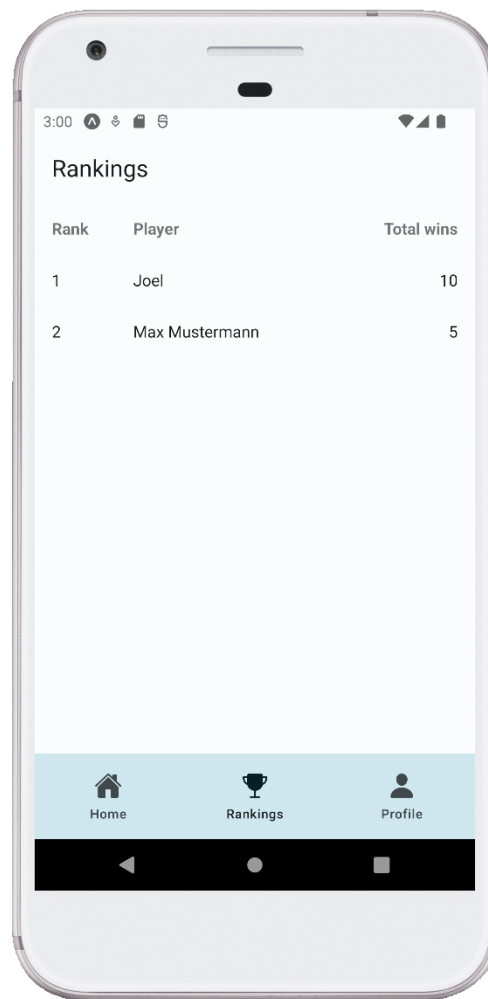 3:00
Rankings
Rank Player Total wins
1 Joel 10
2 Max Mustermann 5
Home Rankings Profile